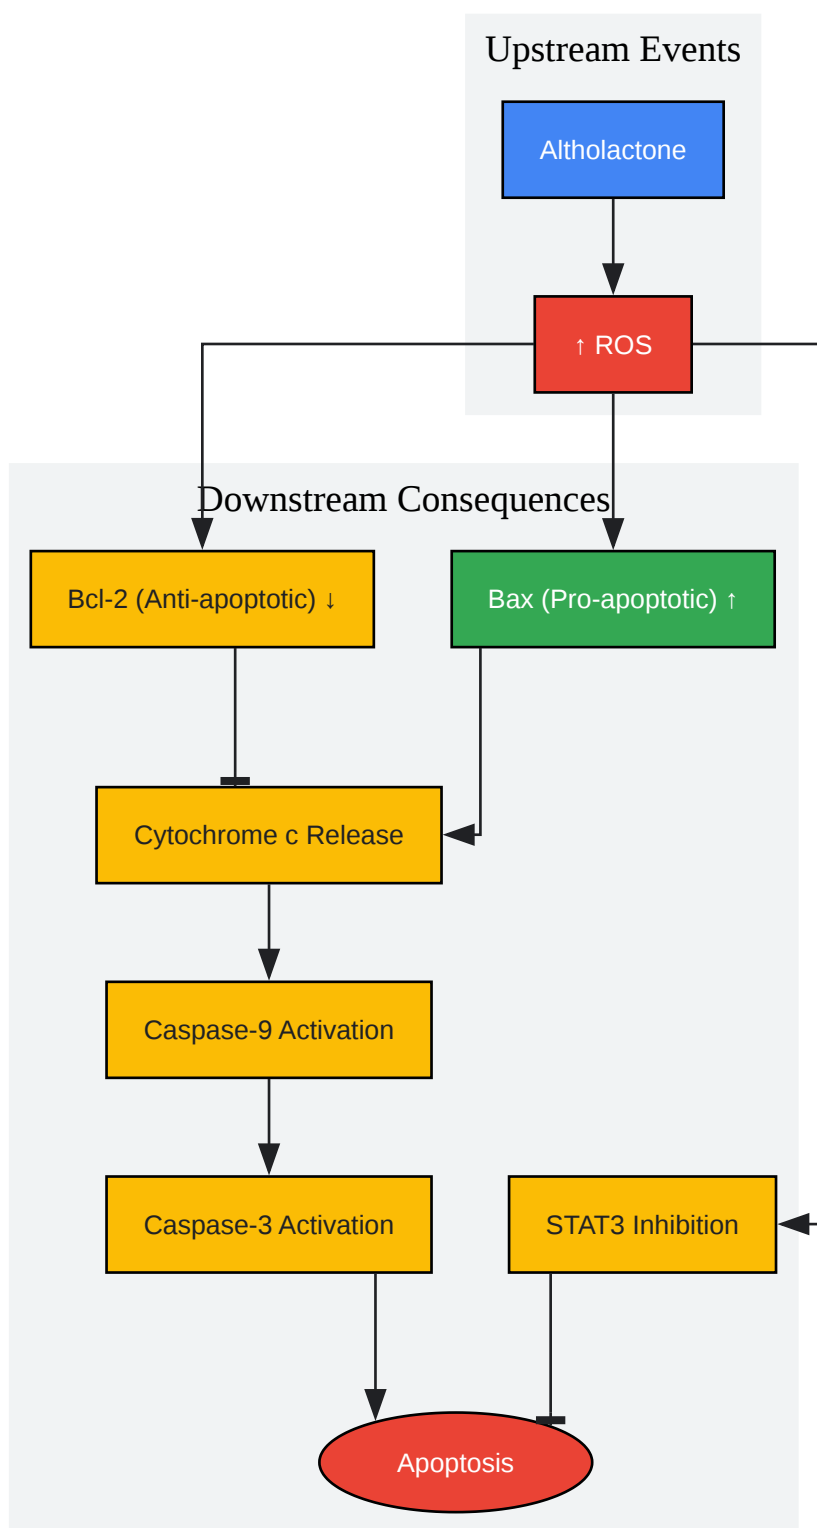 Upstream Events
Altholactone
↑ ROS
Downstream Consequences
Bcl-2 (Anti-apoptotic) ↓
Bax (Pro-apoptotic) ↑
Cytochrome c Release
Caspase-9 Activation
Caspase-3 Activation
STAT3 Inhibition
Apoptosis